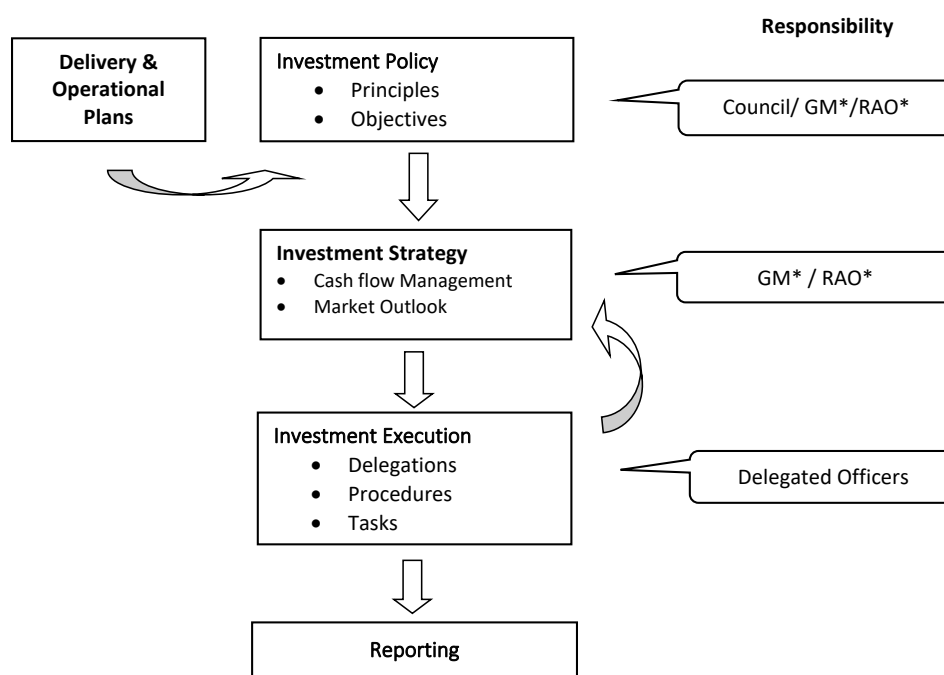 Responsibility
Delivery &
Operational
Plans
Investment Policy
• Principles
• Objectives
Council/ GM*/RAO*
Investment Strategy
• Cash flow Management
• Market Outlook
GM* / RAO*
Investment Execution
• Delegations
• Procedures
• Tasks
Delegated Officers
Reporting